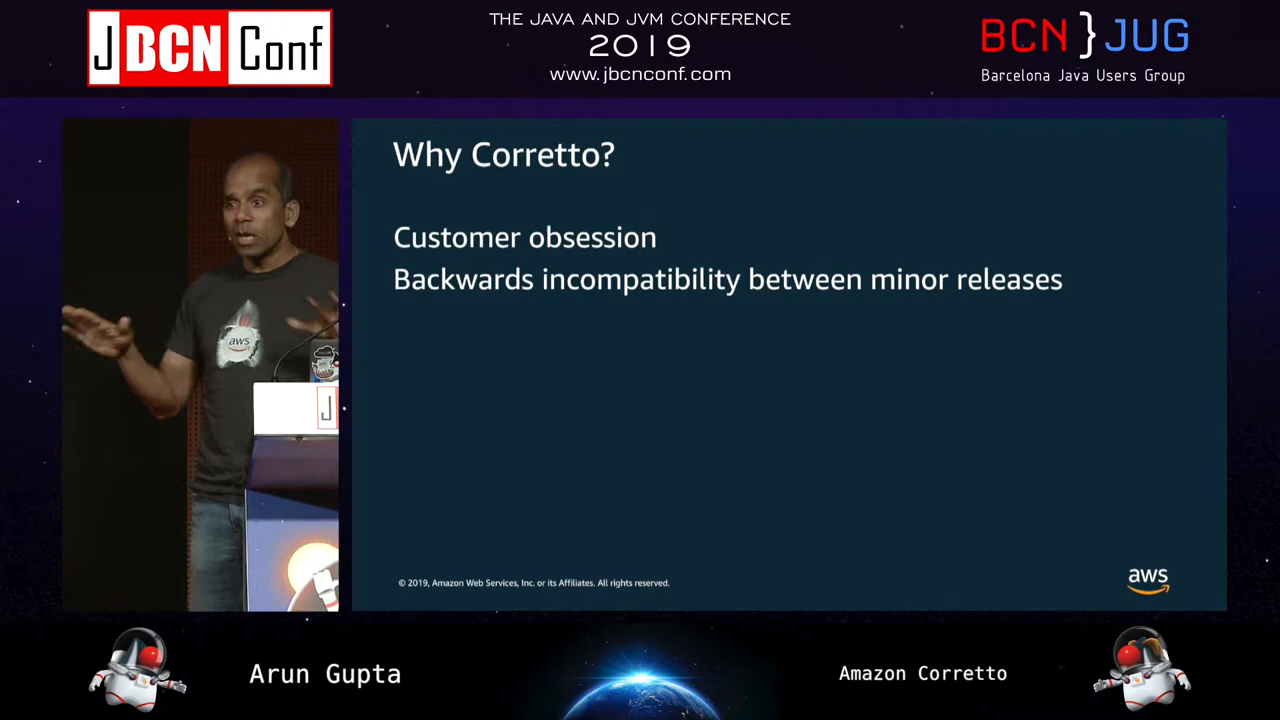 JBCNConf
THE JAVA AND JVM CONFERENCE
2019
www.jbcnconf.com
BCN}JUG
Barcelona Java Users Group
Why Corretto?
Customer obsession
Backwards incompatibility between minor releases
aws
J
© 2019, Amazon Web Services, Inc. or its Affiliates. All rights reserved.
aws
Arun Gupta
Amazon Corretto